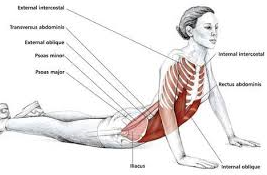 External intercostal
Transversus abdominis
External oblique
Psoas minor
Psoas major
Internal intercostal
Rectus abdominis
Iliacus
Internal oblique